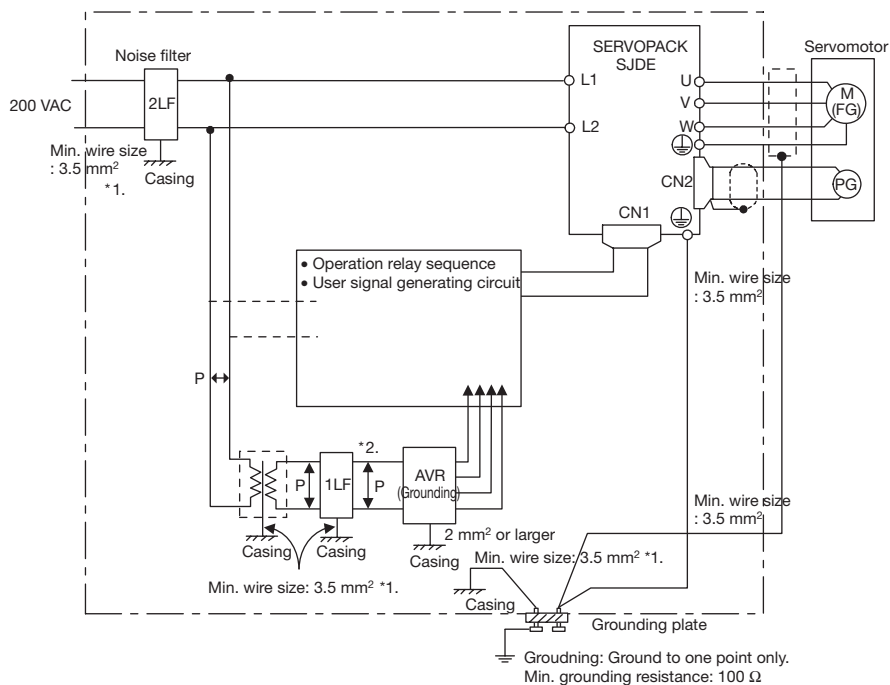 Noise filter
200 VAC
2LF
Min. wire size
: 3.5 mm²
*1.
Casing
SERVOPACK
SJDE
L1
L2
U
V
W
CN2
CN1
Servomotor
M
(FG)
PG
● Operation relay sequence
● User signal generating circuit
Min. wire size
: 3.5 mm²
P
P
1LF
*2.
P
AVR
(Grounding)
Casing
Casing
Casing
2 mm² or larger
Min. wire size: 3.5 mm² *1.
Min. wire size: 3.5 mm² *1.
Min. wire size
: 3.5 mm²
Casing
Grounding plate
Groudning: Ground to one point only.
Min. grounding resistance: 100 Ω